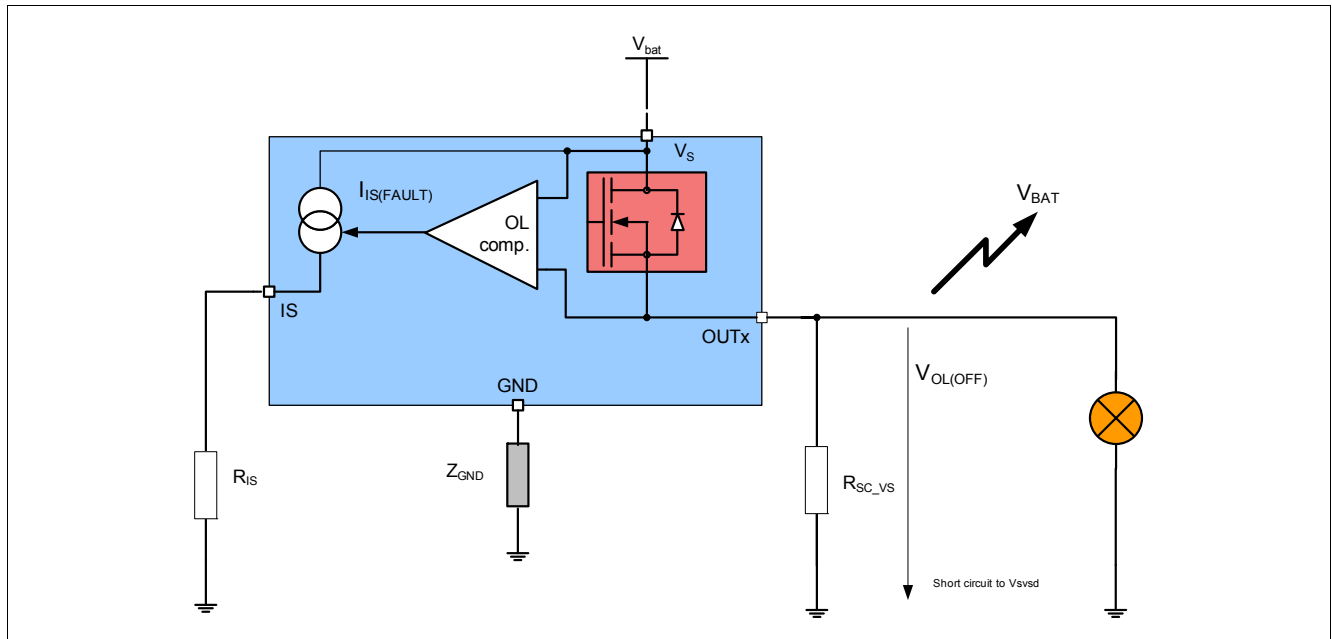 Vbat
VS
IIS(FAULT)
OL
comp.
VBAT
IS
OUTx
VOL(OFF)
GND
ZGND
RIS
RSC_VS
Short circuit to Vsvsd